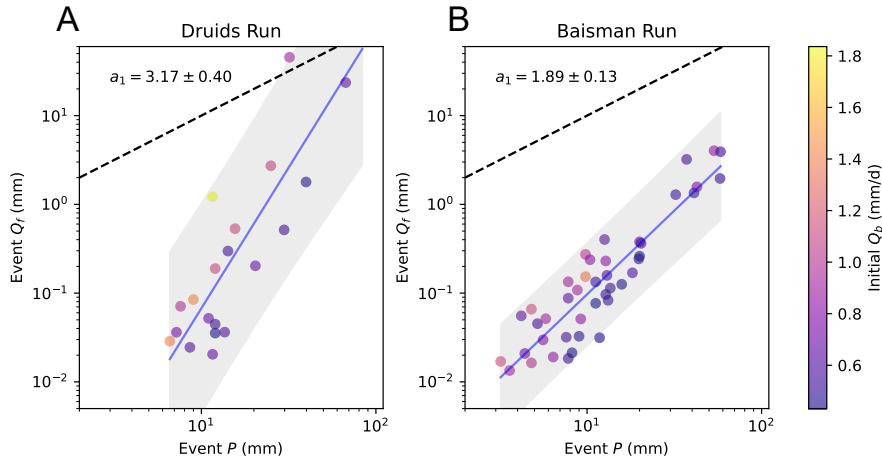 A
Druids Run
a₁ = 3.17 ± 0.40
10¹
10⁰
10⁻¹
10⁻²
Event Q_f (mm)
10¹
10²
Event P (mm)
B
Baisman Run
a₁ = 1.89 ± 0.13
10¹
10⁰
10⁻¹
10⁻²
Event Q_f (mm)
10¹
10²
Event P (mm)
1.8
1.6
1.4
1.2
1.0
0.8
0.6
Initial Q_b (mm/d)